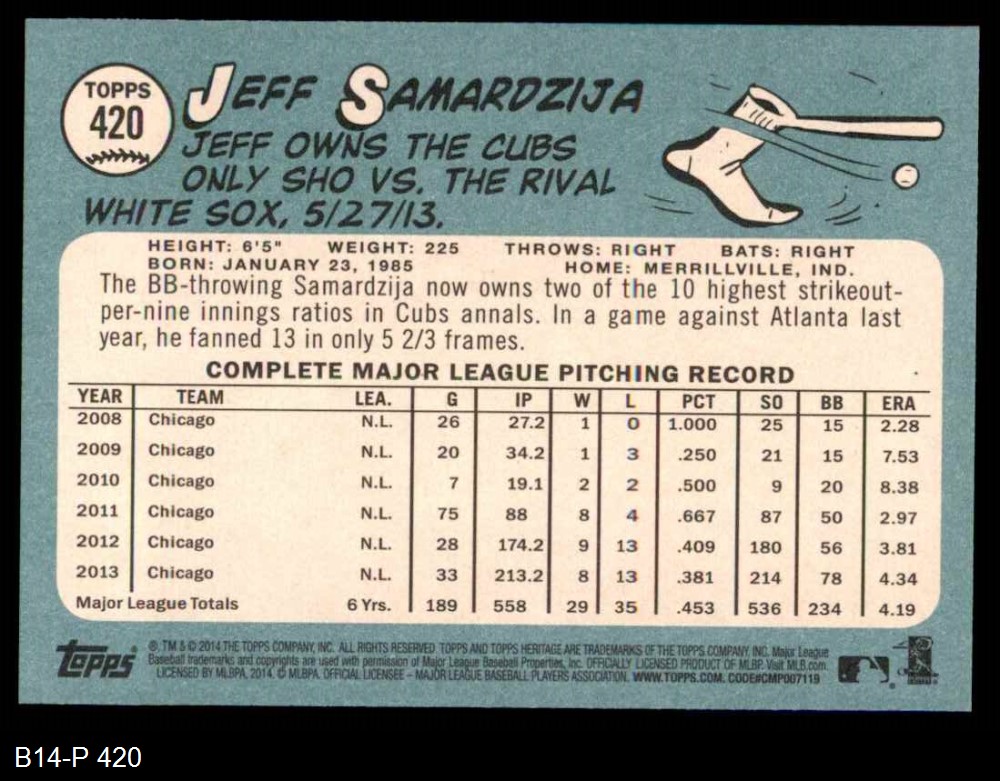 TOPPS
420
JEFF SAMARDZIJA
JEFF OWNS THE CUBS
ONLY SHO VS. THE RIVAL
WHITE SOX, 5/27/13.
HEIGHT: 6'5" WEIGHT: 225 THROWS: RIGHT BATS: RIGHT
BORN: JANUARY 23, 1985 HOME: MERRILLVILLE, IND.
The BB-throwing Samardzija now owns two of the 10 highest strikeout-
per-nine innings ratios in Cubs annals. In a game against Atlanta last
year, he fanned 13 in only 5 2/3 frames.
COMPLETE MAJOR LEAGUE PITCHING RECORD
YEAR TEAM LEA. G IP W L PCT SO BB ERA
2008 Chicago N.L. 26 27.2 1 0 1.000 25 15 2.28
2009 Chicago N.L. 20 34.2 1 3 .250 21 15 7.53
2010 Chicago N.L. 7 19.1 2 2 .500 9 20 8.38
2011 Chicago N.L. 75 88 8 4 .667 87 50 2.97
2012 Chicago N.L. 28 174.2 9 13 .409 180 56 3.81
2013 Chicago N.L. 33 213.2 8 13 .381 214 78 4.34
Major League Totals 6 Yrs. 189 558 29 35 .453 536 234 4.19
topps
®, TM & © 2014 THE TOPPS COMPANY, INC. ALL RIGHTS RESERVED. TOPPS AND TOPPS HERITAGE ARE TRADEMARKS OF THE TOPPS COMPANY, INC. Major League
Baseball trademarks and copyrights are used with permission of Major League Baseball Properties, Inc. OFFICIALLY LICENSED PRODUCT OF MLBP. Visit MLB.com.
LICENSED BY MLBPA, 2014. © MLBPA. OFFICIAL LICENSEE – MAJOR LEAGUE BASEBALL PLAYERS ASSOCIATION. WWW.TOPPS.COM. CODE#CMP007119
B14-P 420